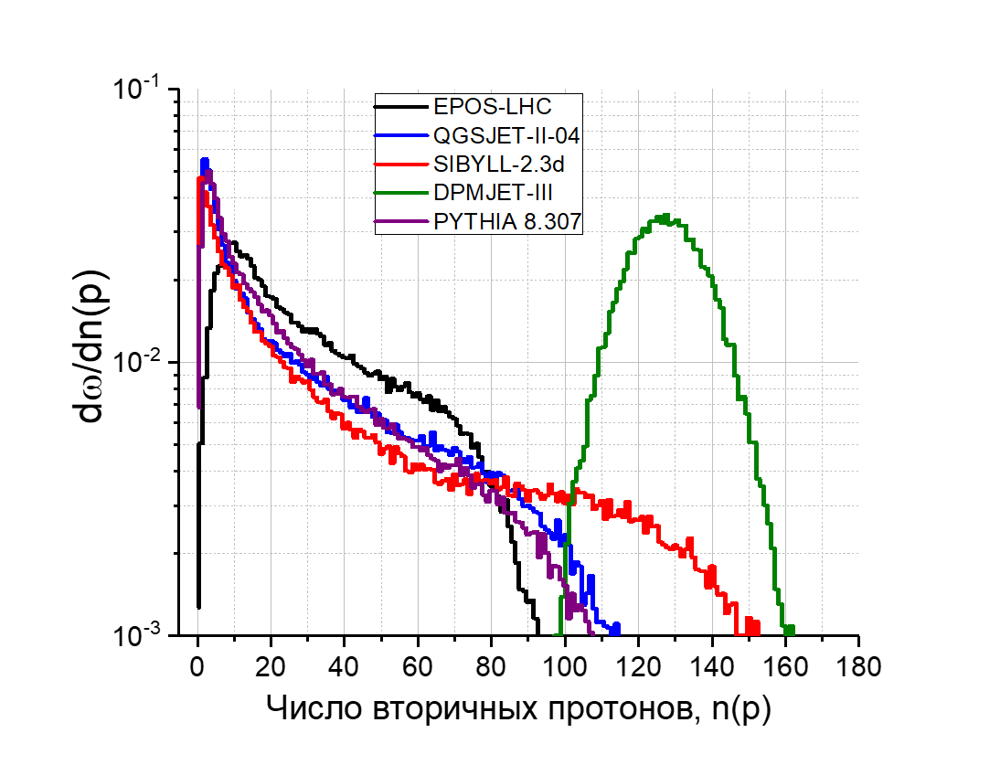 10-1
EPOS-LHC
QGSJET-II-04
SIBYLL-2.3d
DPMJET-III
PYTHIA 8.307
dω/dn(p)
10-2
10-3
0 20 40 60 80 100 120 140 160 180
Число вторичных протонов, n(p)